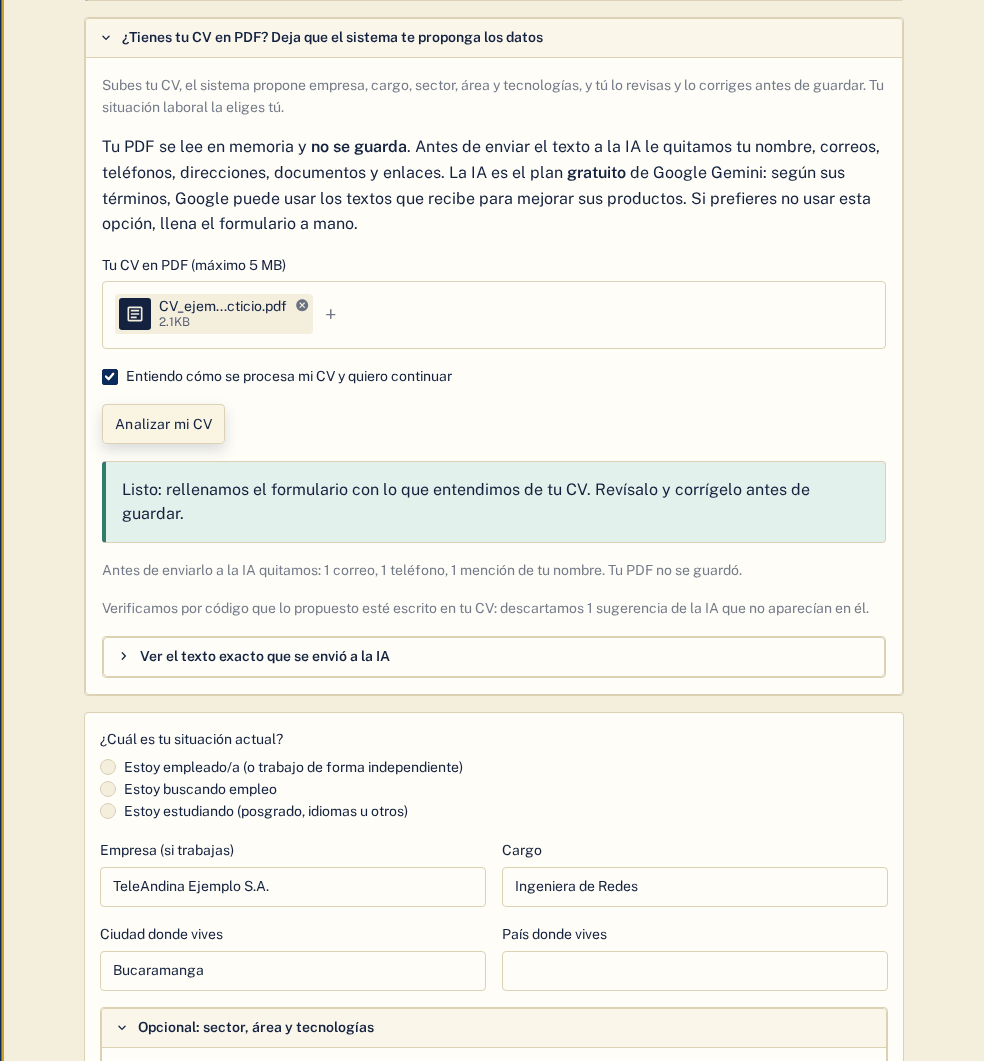 ¿Tienes tu CV en PDF? Deja que el sistema te proponga los datos
Subes tu CV, el sistema propone empresa, cargo, sector, área y tecnologías, y tú lo revisas y lo corriges antes de guardar. Tu
situación laboral la eliges tú.
Tu PDF se lee en memoria y no se guarda. Antes de enviar el texto a la IA le quitamos tu nombre, correos,
teléfonos, direcciones, documentos y enlaces. La IA es el plan gratuito de Google Gemini: según sus
términos, Google puede usar los textos que recibe para mejorar sus productos. Si prefieres no usar esta
opción, llena el formulario a mano.
Tu CV en PDF (máximo 5 MB)
CV_ejem...cticio.pdf
2.1KB
Entiendo cómo se procesa mi CV y quiero continuar
Analizar mi CV
Listo: rellenamos el formulario con lo que entendimos de tu CV. Revísalo y corrígelo antes de
guardar.
Antes de enviarlo a la IA quitamos: 1 correo, 1 teléfono, 1 mención de tu nombre. Tu PDF no se guardó.
Verificamos por código que lo propuesto esté escrito en tu CV: descartamos 1 sugerencia de la IA que no aparecían en él.
Ver el texto exacto que se envió a la IA
¿Cuál es tu situación actual?
Estoy empleado/a (o trabajo de forma independiente)
Estoy buscando empleo
Estoy estudiando (posgrado, idiomas u otros)
Empresa (si trabajas)
Cargo
TeleAndina Ejemplo S.A.
Ingeniera de Redes
Ciudad donde vives
País donde vives
Bucaramanga
Opcional: sector, área y tecnologías